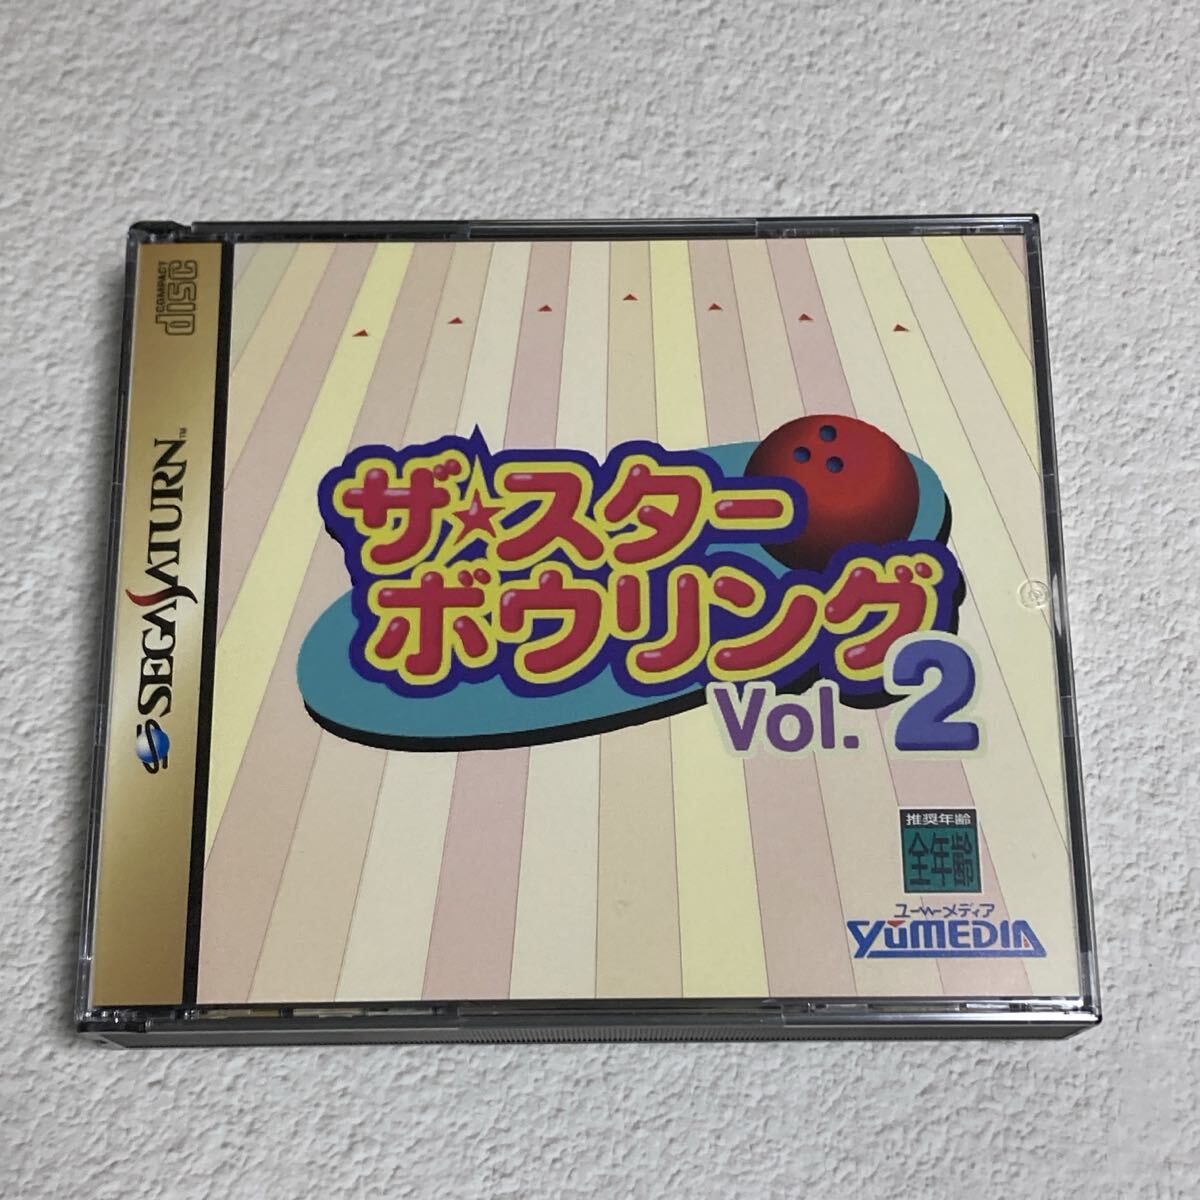 COMPACT
disc
SEGA SATURN™
ザ★スター
ボウリング
Vol. 2
推奨年齢
全年齢
ユーメディア
YUMEDIA